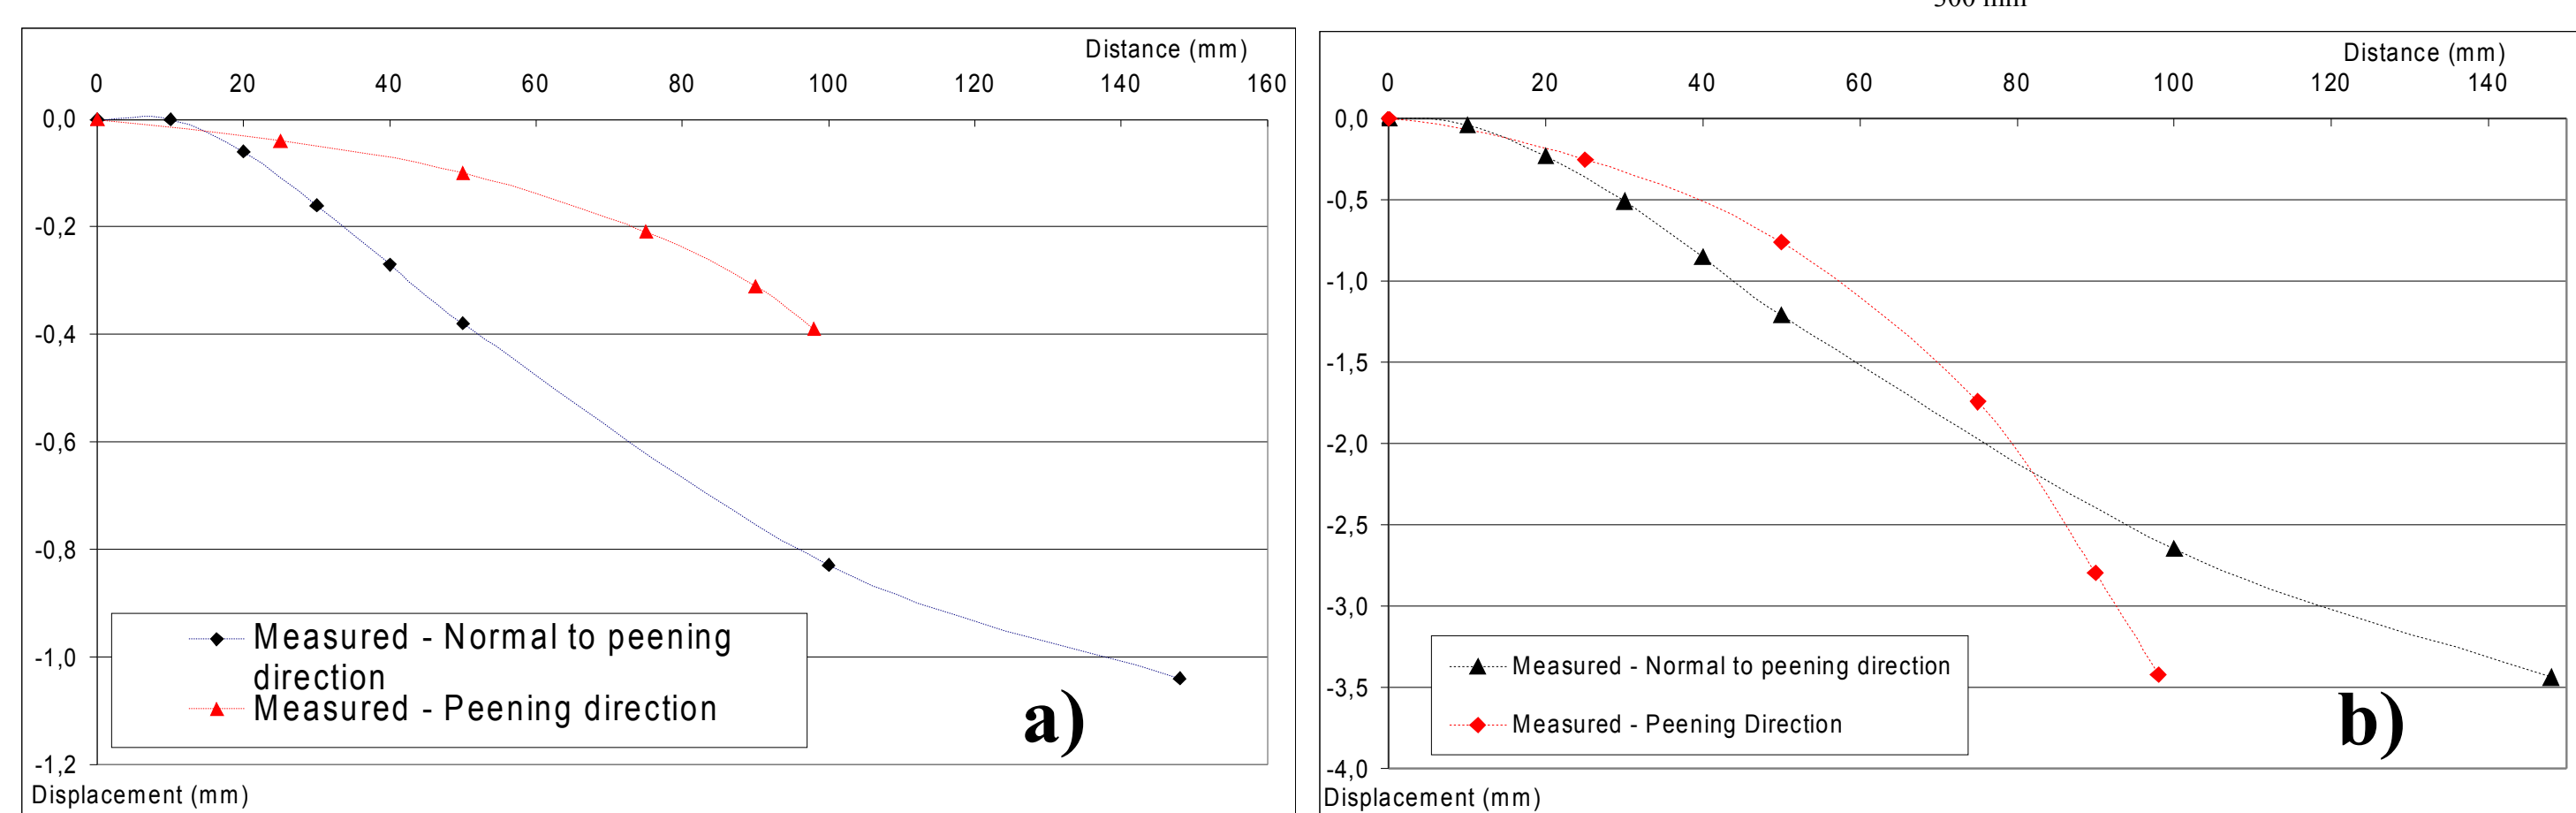 300 mm
Distance (mm)
0 20 40 60 80 100 120 140 160
0,0
-0,2
-0,4
-0,6
-0,8
-1,0
-1,2
Measured - Normal to peening
direction
Measured - Peening direction
a)
Displacement (mm)
Distance (mm)
0 20 40 60 80 100 120 140
0,0
-0,5
-1,0
-1,5
-2,0
-2,5
-3,0
-3,5
-4,0
Measured - Normal to peening direction
Measured - Peening Direction
b)
Displacement (mm)